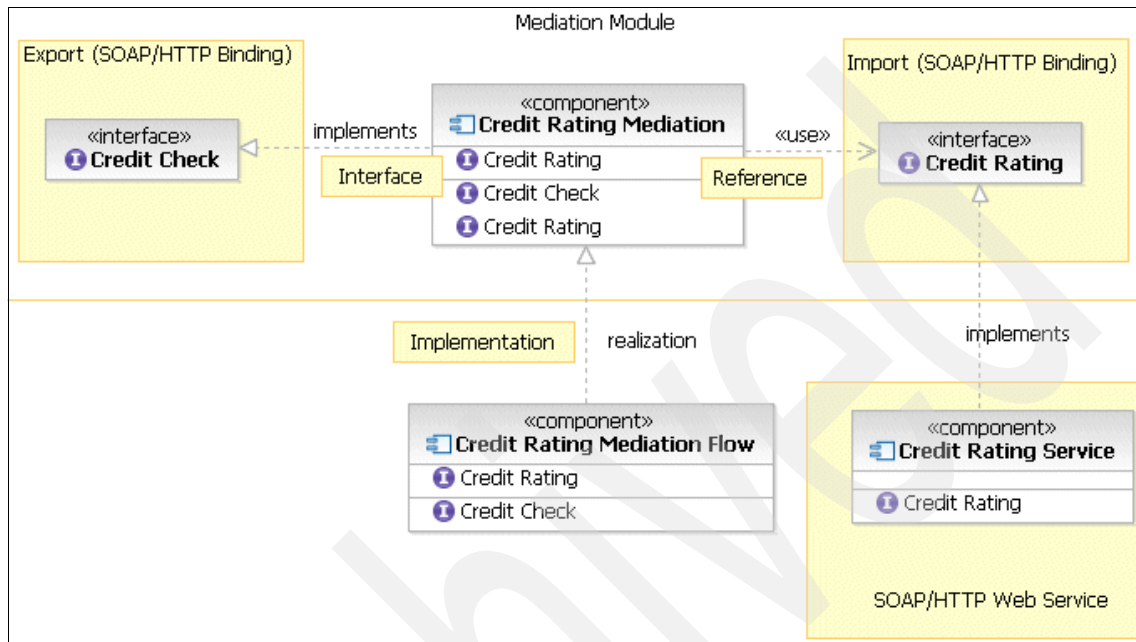 Mediation Module
Export (SOAP/HTTP Binding)
«interface»
I Credit Check
implements
Interface
«component»
Credit Rating Mediation
I Credit Rating
I Credit Check
I Credit Rating
«use»
Reference
Import (SOAP/HTTP Binding)
«interface»
I Credit Rating
Implementation
realization
implements
«component»
Credit Rating Mediation Flow
I Credit Rating
I Credit Check
«component»
Credit Rating Service
I Credit Rating
SOAP/HTTP Web Service